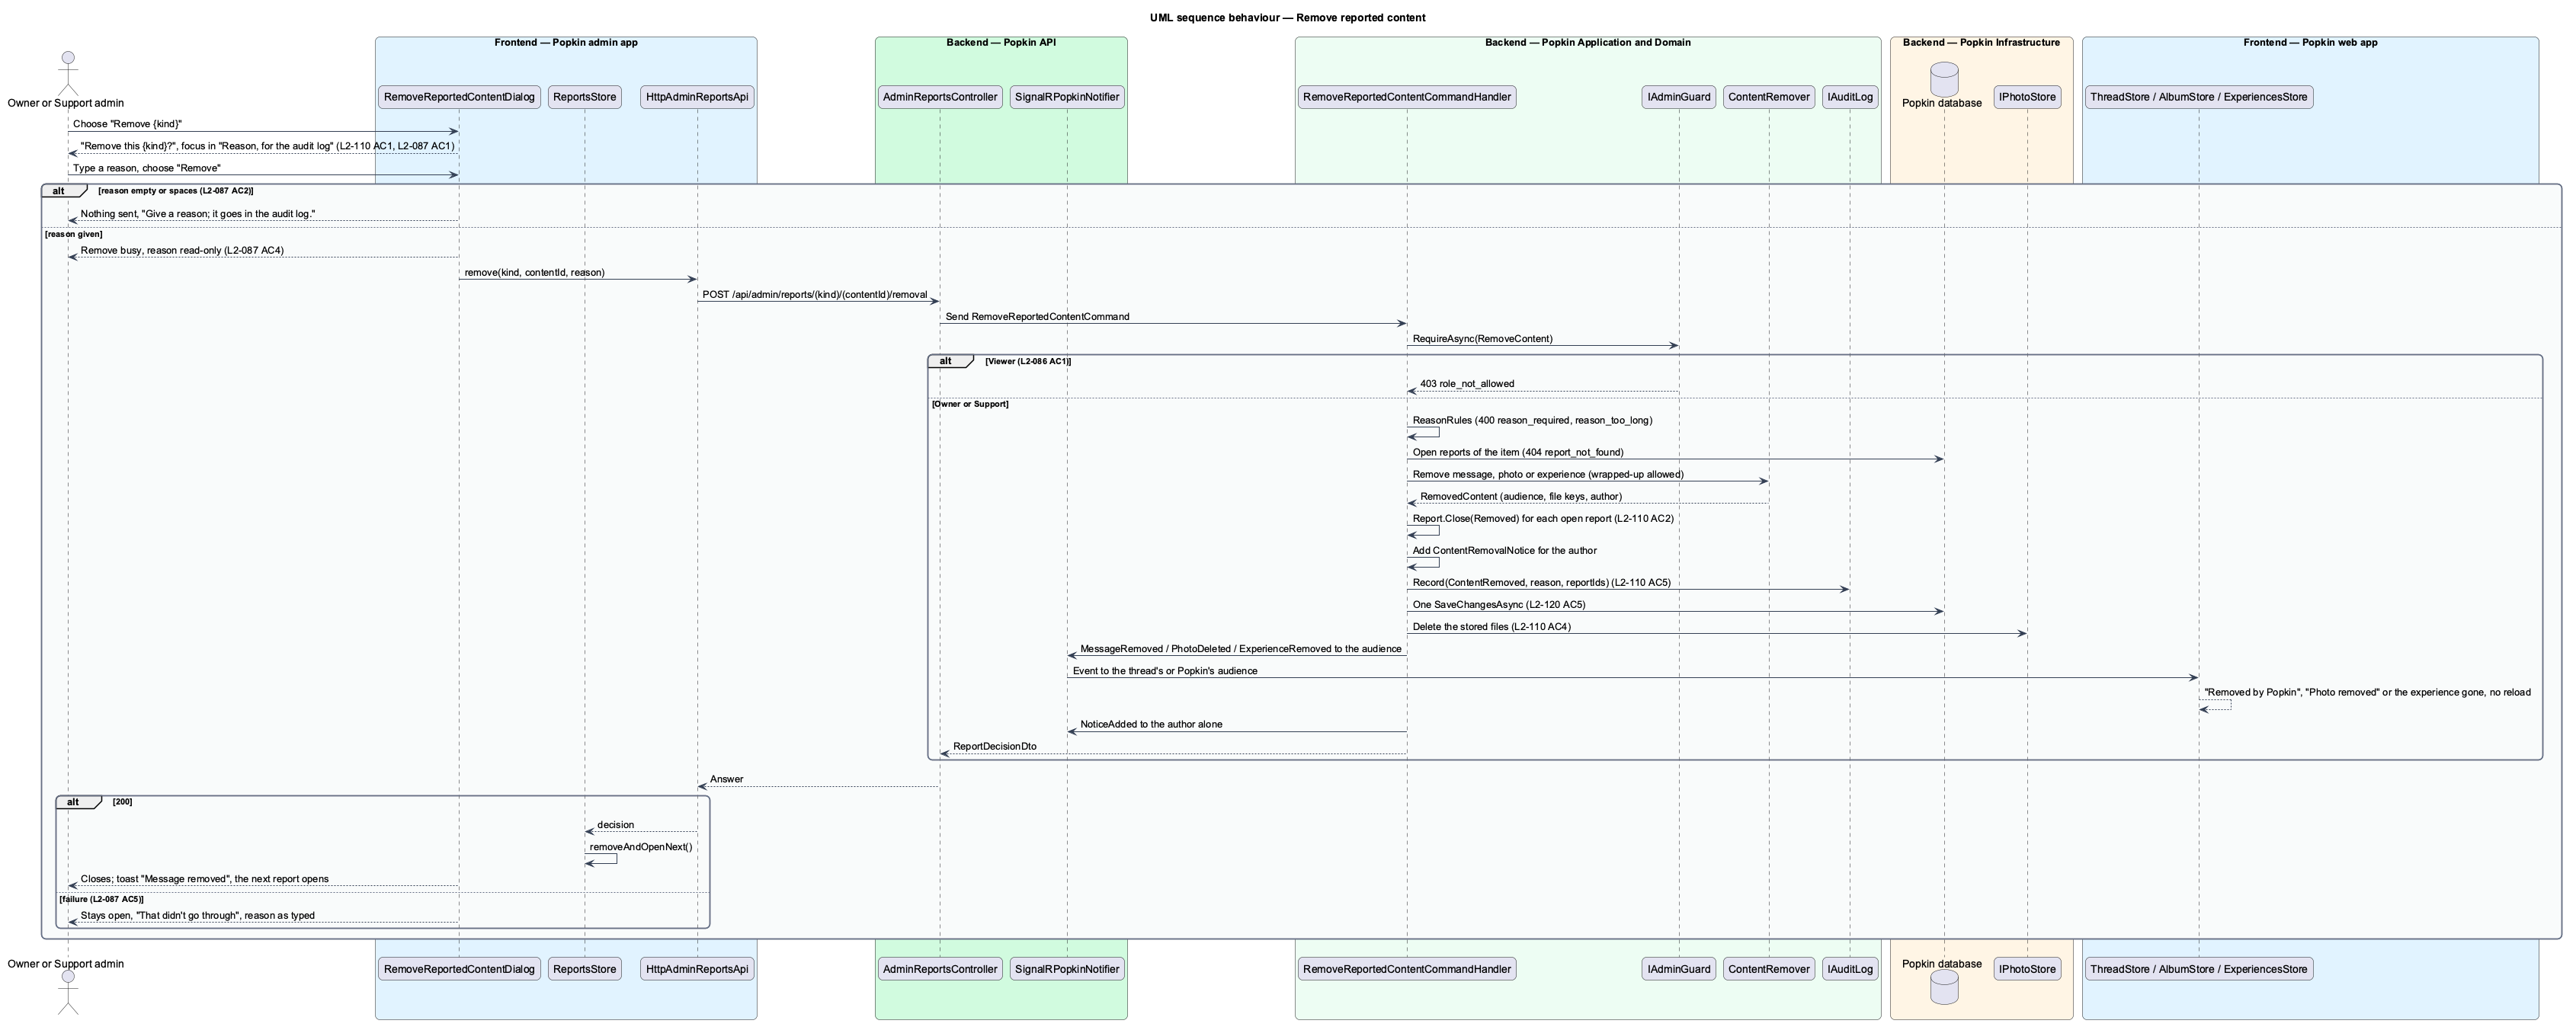 UML sequence behaviour — Remove reported content
Frontend — Popkin admin app
Backend — Popkin API
Backend — Popkin Application and Domain
Backend — Popkin Infrastructure
Frontend — Popkin web app
Owner or Support admin
RemoveReportedContentDialog
ReportsStore
HttpAdminReportsApi
AdminReportsController
SignalRPopkinNotifier
RemoveReportedContentCommandHandler
IAdminGuard
ContentRemover
IAuditLog
Popkin database
IPhotoStore
ThreadStore / AlbumStore / ExperiencesStore
Choose "Remove {kind}"
"Remove this {kind}?", focus in "Reason, for the audit log" (L2-110 AC1, L2-087 AC1)
Type a reason, choose "Remove"
alt [reason empty or spaces (L2-087 AC2)]
Nothing sent, "Give a reason; it goes in the audit log."
[reason given]
Remove busy, reason read-only (L2-087 AC4)
remove(kind, contentId, reason)
POST /api/admin/reports/(kind)/(contentId)/removal
Send RemoveReportedContentCommand
RequireAsync(RemoveContent)
alt [Viewer (L2-086 AC1)]
403 role_not_allowed
[Owner or Support]
ReasonRules (400 reason_required, reason_too_long)
Open reports of the item (404 report_not_found)
Remove message, photo or experience (wrapped-up allowed)
RemovedContent (audience, file keys, author)
Report.Close(Removed) for each open report (L2-110 AC2)
Add ContentRemovalNotice for the author
Record(ContentRemoved, reason, reportIds) (L2-110 AC5)
One SaveChangesAsync (L2-120 AC5)
Delete the stored files (L2-110 AC4)
MessageRemoved / PhotoDeleted / ExperienceRemoved to the audience
Event to the thread's or Popkin's audience
"Removed by Popkin", "Photo removed" or the experience gone, no reload
NoticeAdded to the author alone
ReportDecisionDto
Answer
alt [200]
decision
removeAndOpenNext()
Closes; toast "Message removed", the next report opens
[failure (L2-087 AC5)]
Stays open, "That didn't go through", reason as typed
Owner or Support admin
RemoveReportedContentDialog
ReportsStore
HttpAdminReportsApi
AdminReportsController
SignalRPopkinNotifier
RemoveReportedContentCommandHandler
IAdminGuard
ContentRemover
IAuditLog
Popkin database
IPhotoStore
ThreadStore / AlbumStore / ExperiencesStore